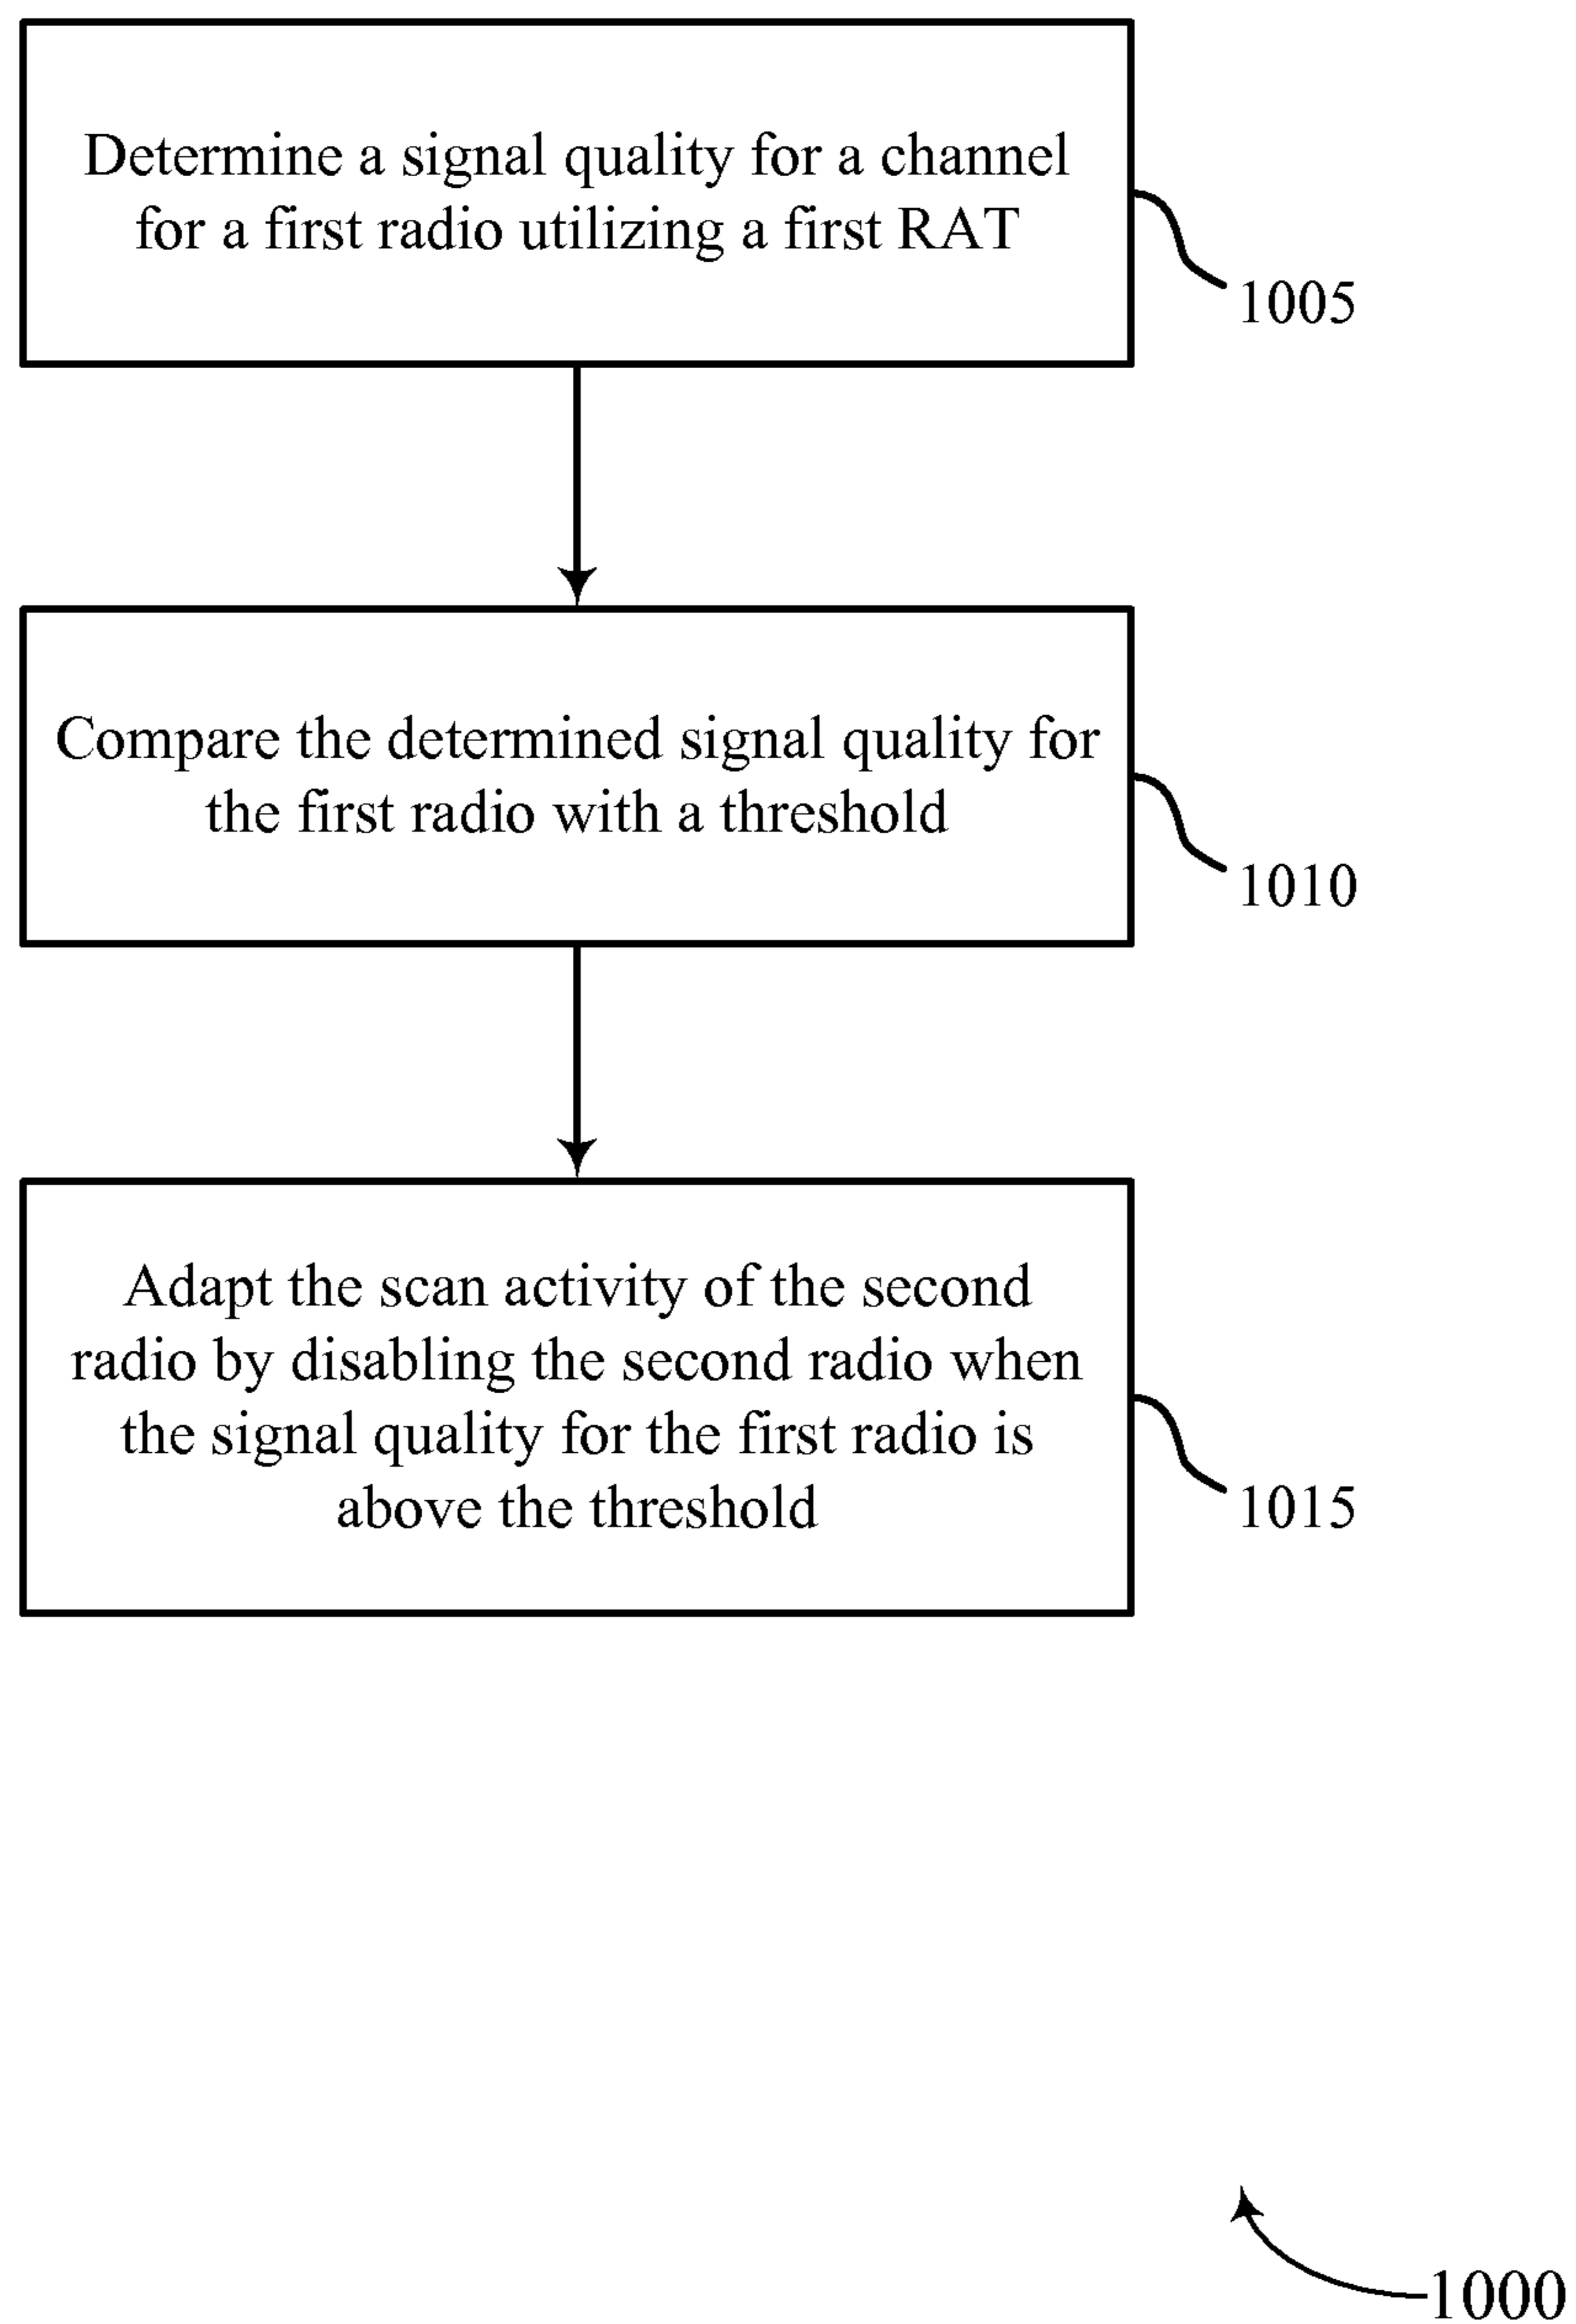 Determine a signal quality for a channel
for a first radio utilizing a first RAT
1005
Compare the determined signal quality for
the first radio with a threshold
1010
Adapt the scan activity of the second
radio by disabling the second radio when
the signal quality for the first radio is
above the threshold
1015
1000